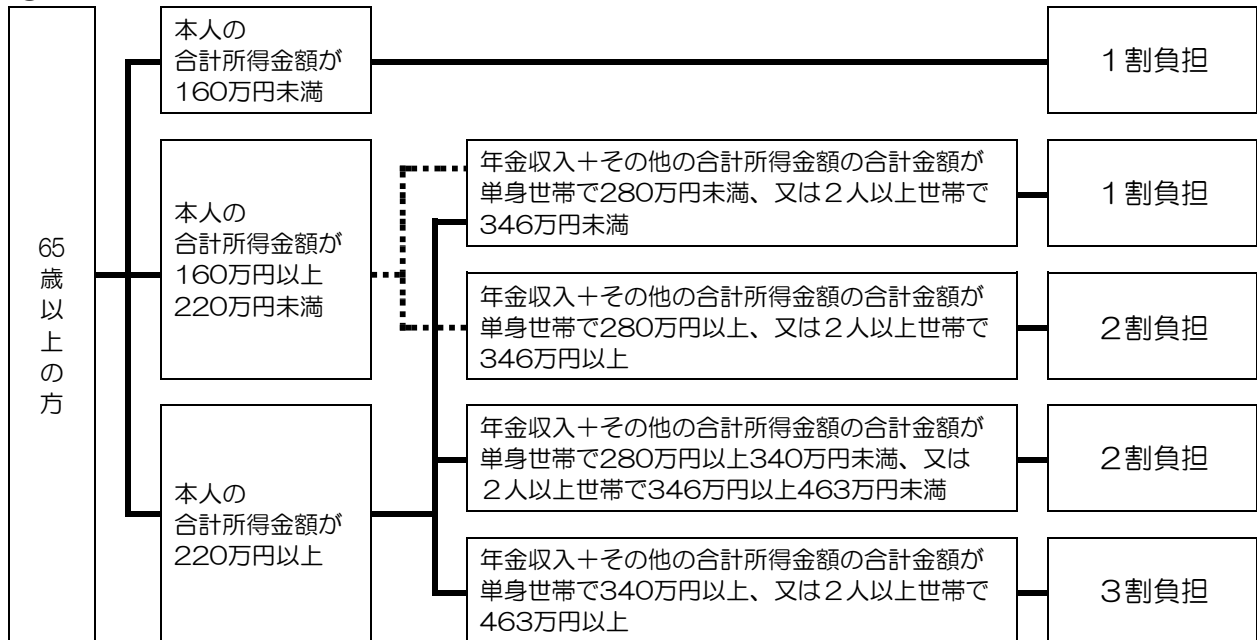 65
歳
以
上
の
方
本人の
合計所得金額が
160万円未満
１割負担
本人の
合計所得金額が
160万円以上
220万円未満
年金収入＋その他の合計所得金額の合計金額が
単身世帯で280万円未満、又は２人以上世帯で
346万円未満
１割負担
年金収入＋その他の合計所得金額の合計金額が
単身世帯で280万円以上、又は２人以上世帯で
346万円以上
２割負担
本人の
合計所得金額が
220万円以上
年金収入＋その他の合計所得金額の合計金額が
単身世帯で280万円以上340万円未満、又は
２人以上世帯で346万円以上463万円未満
２割負担
年金収入＋その他の合計所得金額の合計金額が
単身世帯で340万円以上、又は２人以上世帯で
463万円以上
３割負担